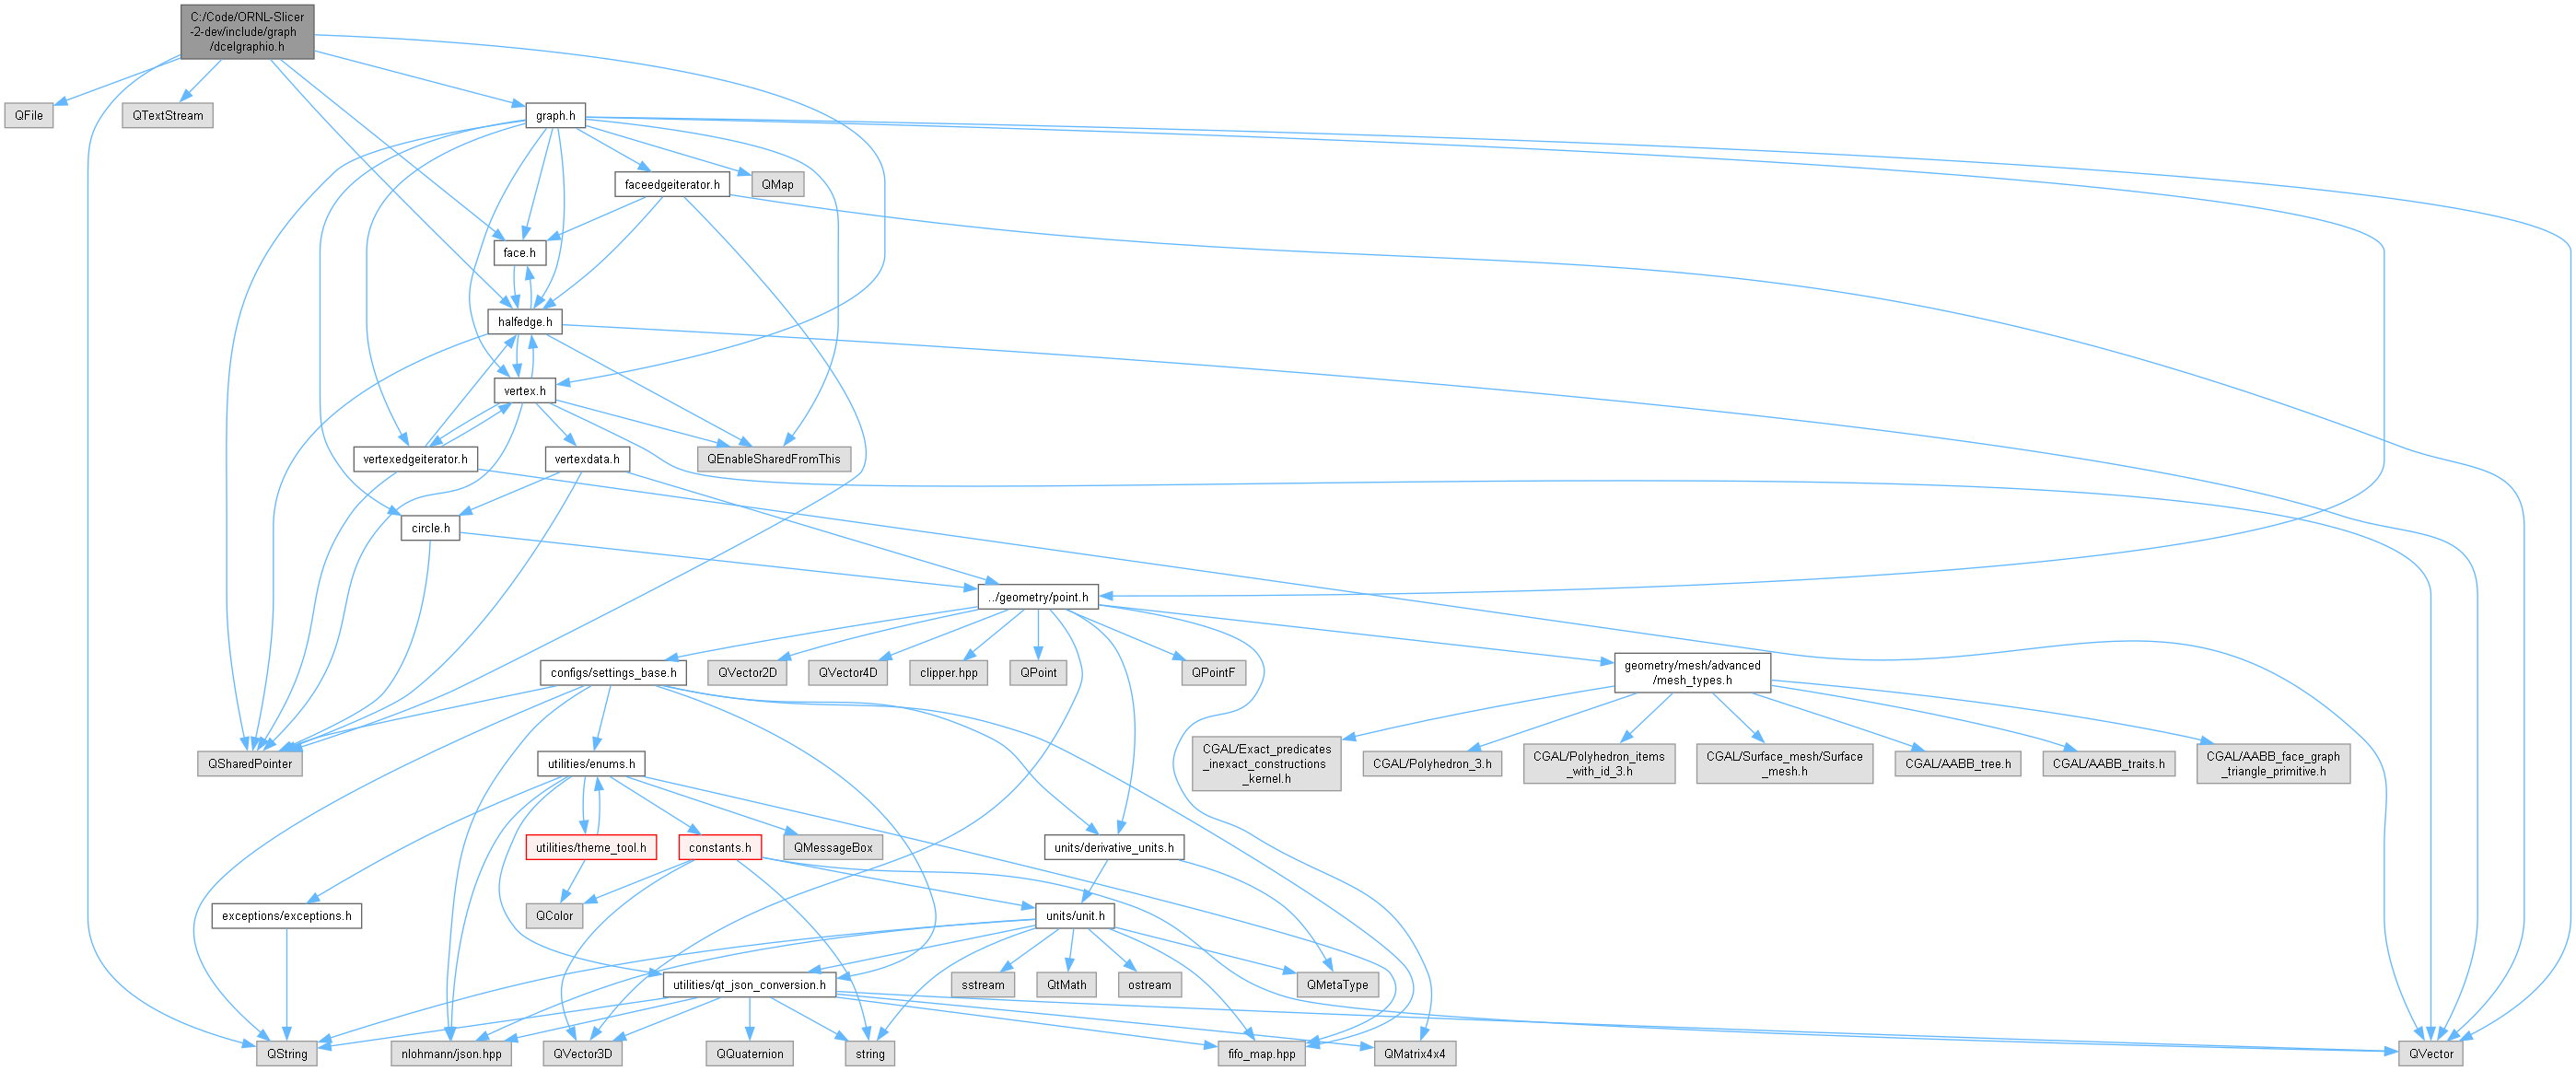 C:/Code/ORNL-Slicer
-2-dev/include/graph
/dcelgraphio.h
QFile
QTextStream
graph.h
faceedgeiterator.h
QMap
face.h
halfedge.h
vertex.h
vertexedgeiterator.h
vertexdata.h
QEnableSharedFromThis
circle.h
../geometry/point.h
configs/settings_base.h
QVector2D
QVector4D
clipper.hpp
QPoint
QPointF
geometry/mesh/advanced
/mesh_types.h
QSharedPointer
utilities/enums.h
CGAL/Exact_predicates
_inexact_constructions
_kernel.h
CGAL/Polyhedron_3.h
CGAL/Polyhedron_items
_with_id_3.h
CGAL/Surface_mesh/Surface
_mesh.h
CGAL/AABB_tree.h
CGAL/AABB_traits.h
CGAL/AABB_face_graph
_triangle_primitive.h
utilities/theme_tool.h
constants.h
QMessageBox
units/derivative_units.h
exceptions/exceptions.h
QColor
units/unit.h
utilities/qt_json_conversion.h
sstream
QtMath
ostream
QMetaType
QString
nlohmann/json.hpp
QVector3D
QQuaternion
string
fifo_map.hpp
QMatrix4x4
QVector